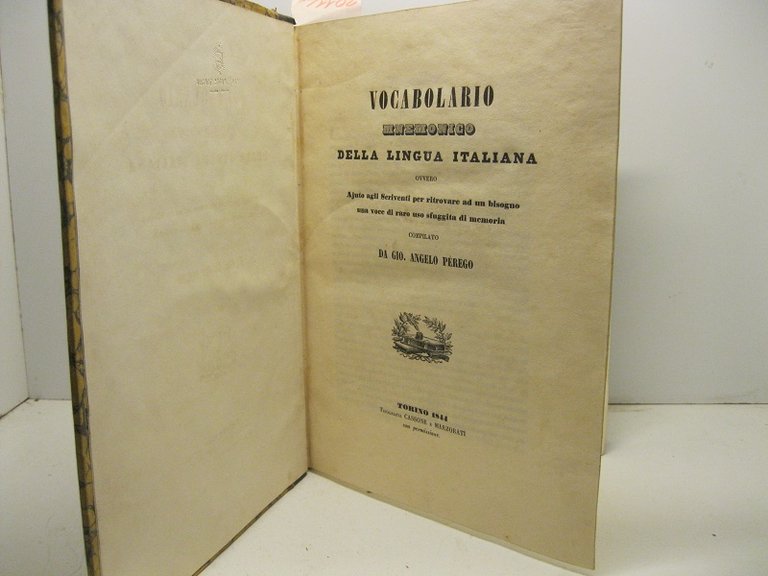 VOCABOLARIO
MNEMONICO
DELLA LINGUA ITALIANA
OVVERO
Ajuto agli Scriventi per ritrovare ad un bisogno
una voce di raro uso sfuggita di memoria
COMPILATO
DA GIO. ANGELO PÉREGO
TORINO 1844
Tipografia CASSONE e MARZORATI
con permissione.